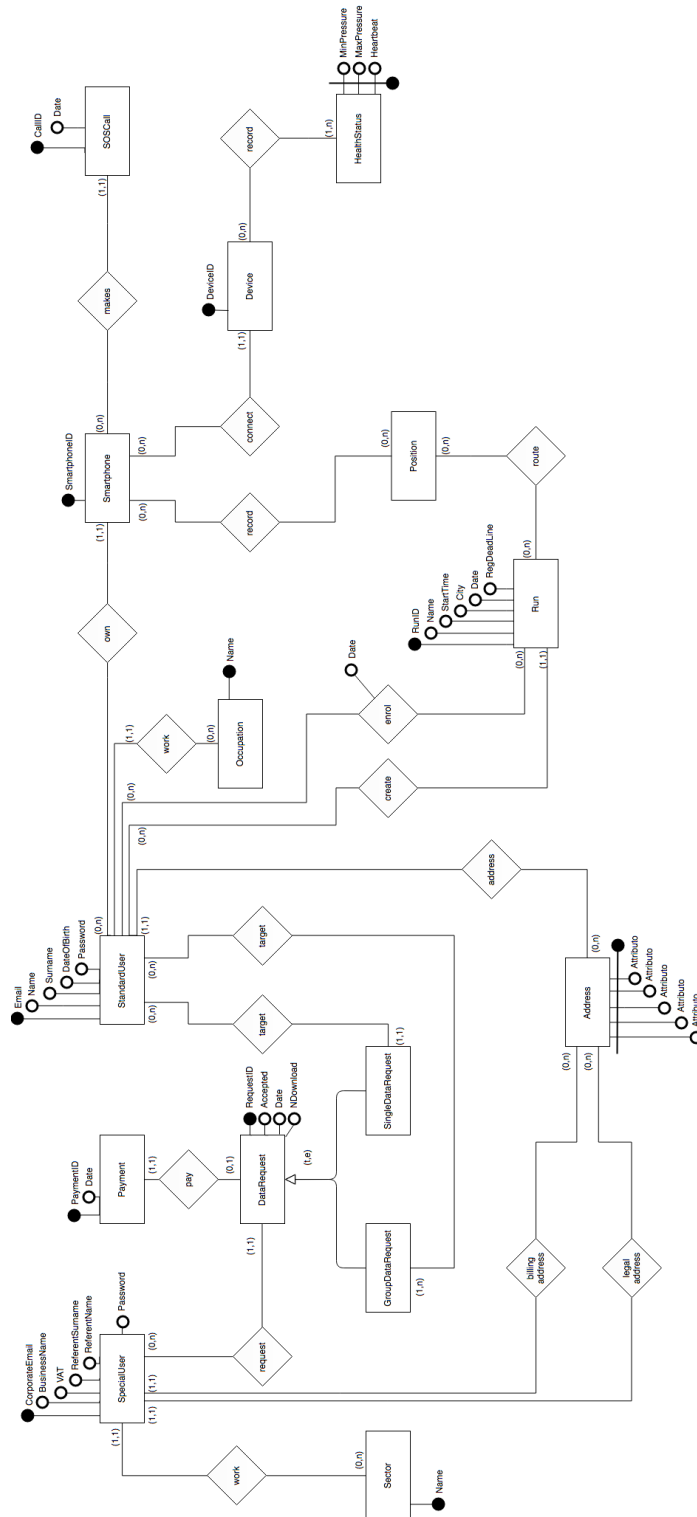 CorporateEmail
BusinessName
VAT
ReferentSurname
ReferentName
Password
SpecialUser
(1,1)
(1,1)
(1,1)
(0,n)
work
(0,n)
Sector
Name
request
(1,1)
PaymentID
Date
Payment
(1,1)
pay
(0,1)
DataRequest
RequestID
Accepted
Date
NDownload
(t,e)
GroupDataRequest
(1,n)
SingleDataRequest
(1,1)
target
target
Email
Name
Surname
DateOfBirth
Password
StandardUser
(0,n)
(0,n)
(1,1)
(0,n)
(0,n)
(1,1)
(0,n)
billing
address
legal
address
(0,n)
(0,n)
Address
(0,n)
Attributo
Attributo
Attributo
Attributo
Attributo
address
work
(0,n)
Occupation
Name
create
enrol
Date
own
(1,1)
Smartphone
SmartphoneID
(0,n)
(0,n)
(0,n)
RunID
Name
StartTime
City
Date
RegDeadLine
Run
(1,1)
(0,n)
(0,n)
route
(0,n)
Position
(0,n)
record
connect
(1,1)
Device
DeviceID
(0,n)
makes
(1,1)
SOSCall
CallID
Date
record
(1,n)
HealthStatus
MinPressure
MaxPressure
Heartbeat